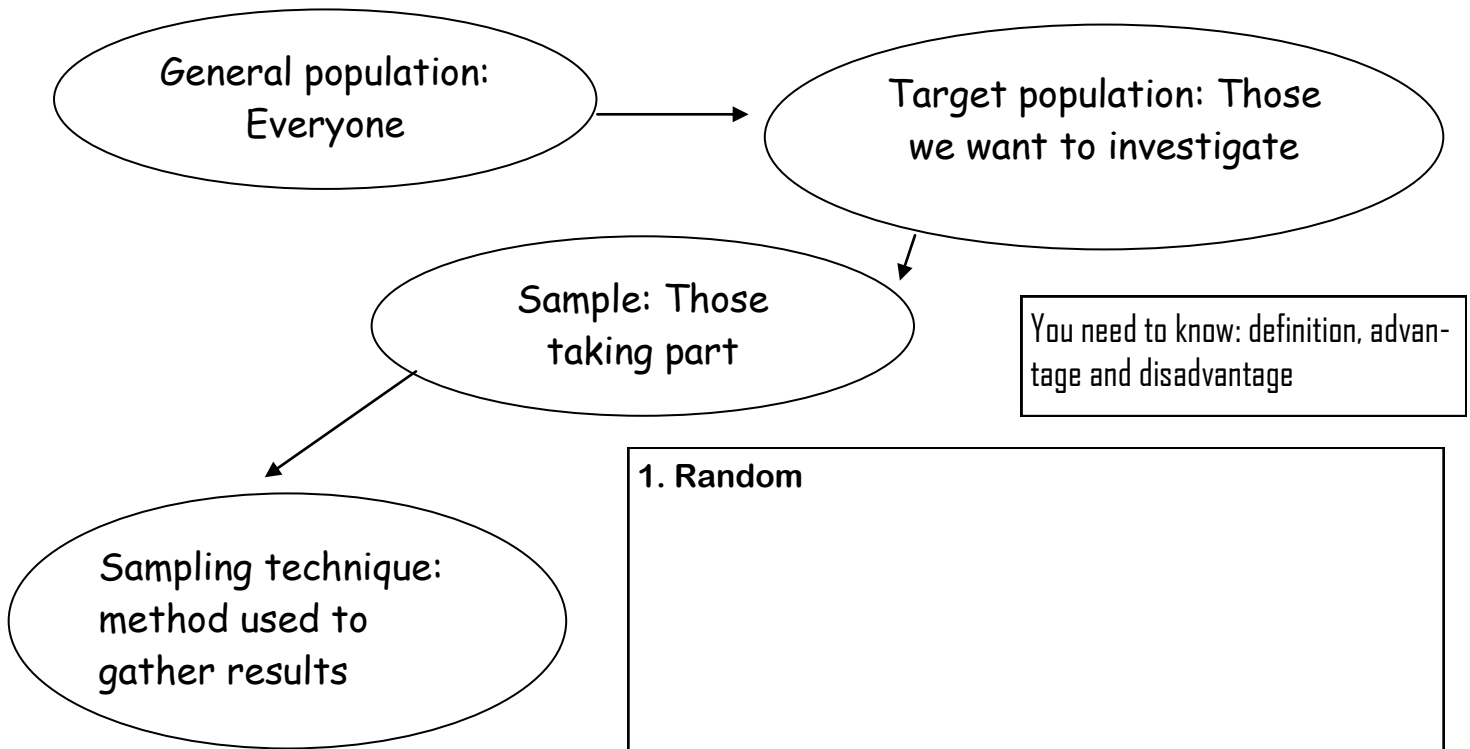 General population:
Everyone
Target population: Those
we want to investigate
Sample: Those
taking part
You need to know: definition, advan-
tage and disadvantage
1. Random
Sampling technique:
method used to
gather results